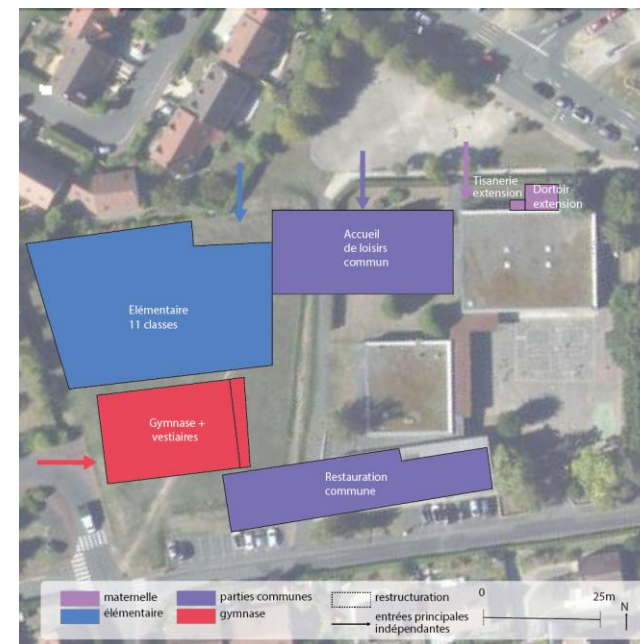 Tisanerie
extension
Dortoir
extension
Accueil
de loisirs
commun
Elémentaire
11 classes
Gymnase +
vestiaires
Restauration
commune
maternelle
parties communes
restructuration
0
25m
élémentaire
gymnase
entrées principales
indépendantes
N